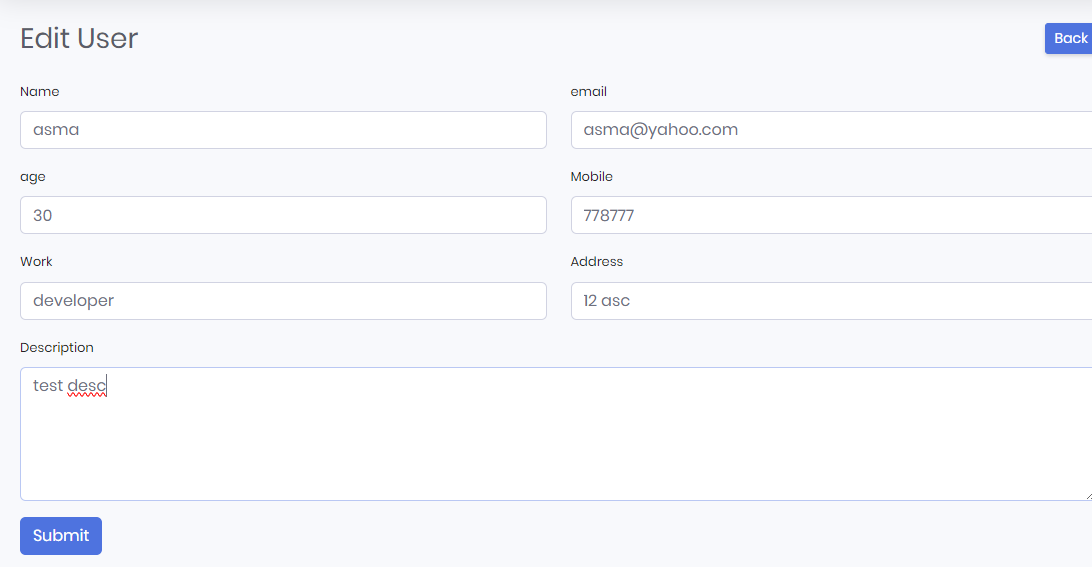 Edit User
Back
Name
email
asma
asma@yahoo.com
age
Mobile
30
778777
Work
Address
developer
12 asc
Description
test desc
Submit